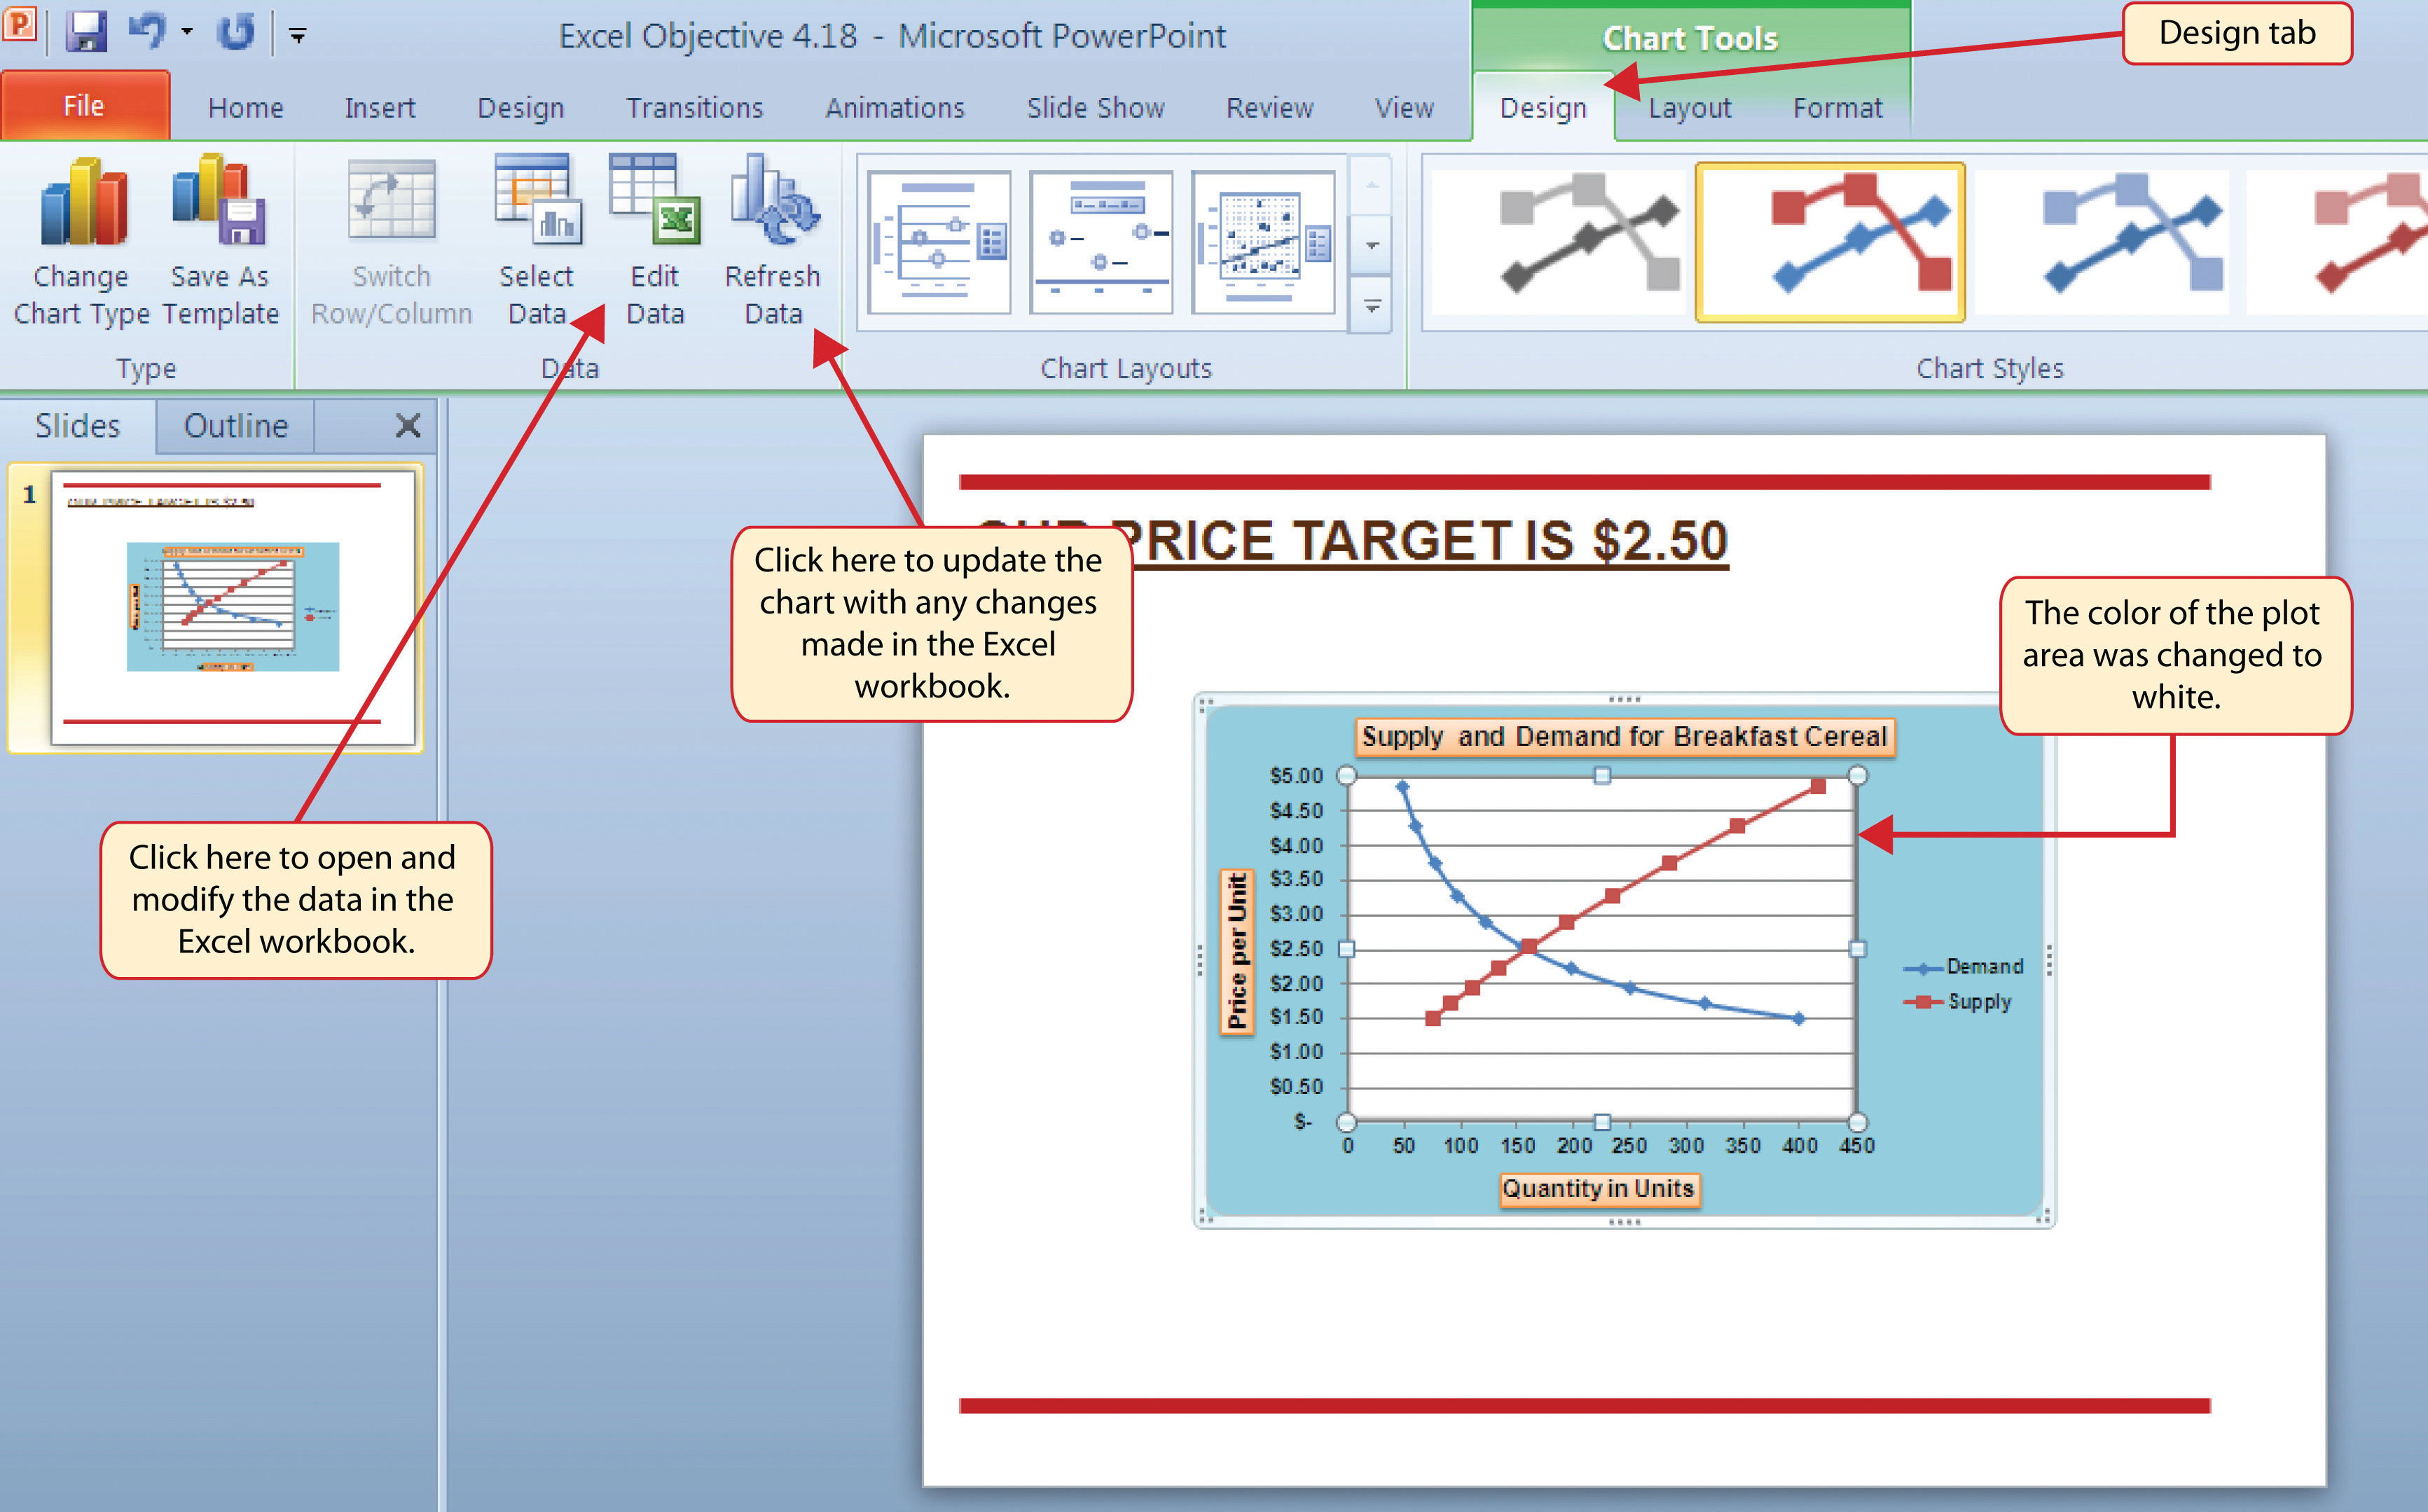 Excel Objective 4.18 - Microsoft PowerPoint
Chart Tools
Design tab
File
Home
Insert
Design
Transitions
Animations
Slide Show
Review
View
Design
Layout
Format
Change
Chart Type
Save As
Template
Switch
Row/Column
Select
Data
Edit
Data
Refresh
Data
Type
Data
Chart Layouts
Chart Styles
Slides
Outline
1
PRICE TARGET IS $2.50
Click here to update the
chart with any changes
made in the Excel
workbook.
The color of the plot
area was changed to
white.
Click here to open and
modify the data in the
Excel workbook.
Supply and Demand for Breakfast Cereal
Price per Unit
$5.00
$4.50
$4.00
$3.50
$3.00
$2.50
$2.00
$1.50
$1.00
$0.50
$-
0 50 100 150 200 250 300 350 400 450
Quantity in Units
Demand
Supply